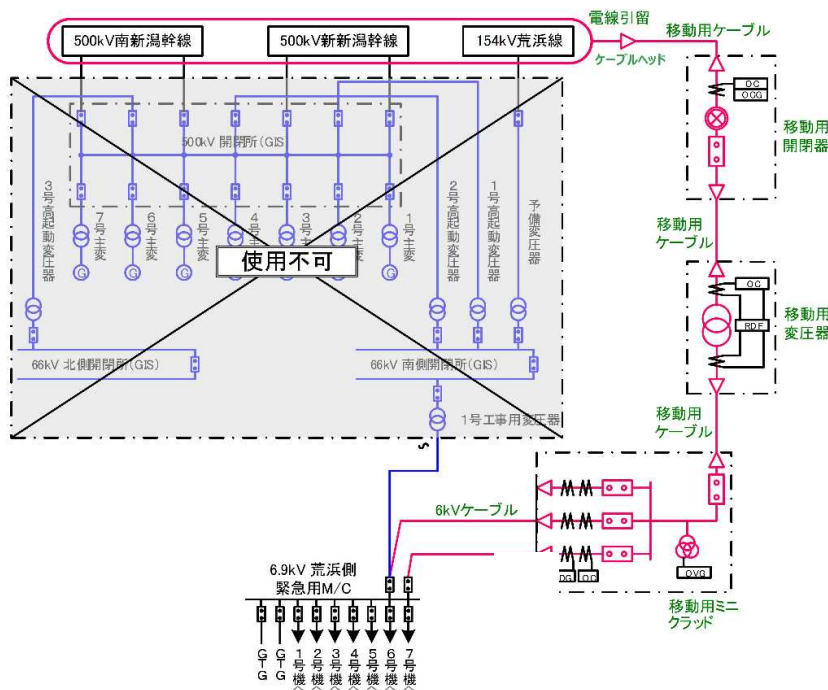 電線引留
移動用ケーブル
500kV南新潟幹線
500kV新新潟幹線
154kV荒浜線
ケーブルヘッド
OC
OCG
移動用
開閉器
500kV 開閉所(GIS
3号高起動変圧器
7号主変
6号主変
5号主変
4号主変
3号主変
2号主変
1号主変
2号高起動変圧器
1号高起動変圧器
予備変圧器
G
G
G
使用不可
移動用
ケーブル
OC
RDF
移動用
変圧器
66kV 北側開閉所(GIS)
66kV 南側開閉所(GIS)
1号工事用変圧器
移動用
ケーブル
6kVケーブル
OC
OVG
移動用ミニ
クラッド
6.9kV 荒浜側
緊急用M/C
GTG
GTG
1号機へ
2号機へ
3号機へ
4号機へ
5号機へ
6号機へ
7号機へ